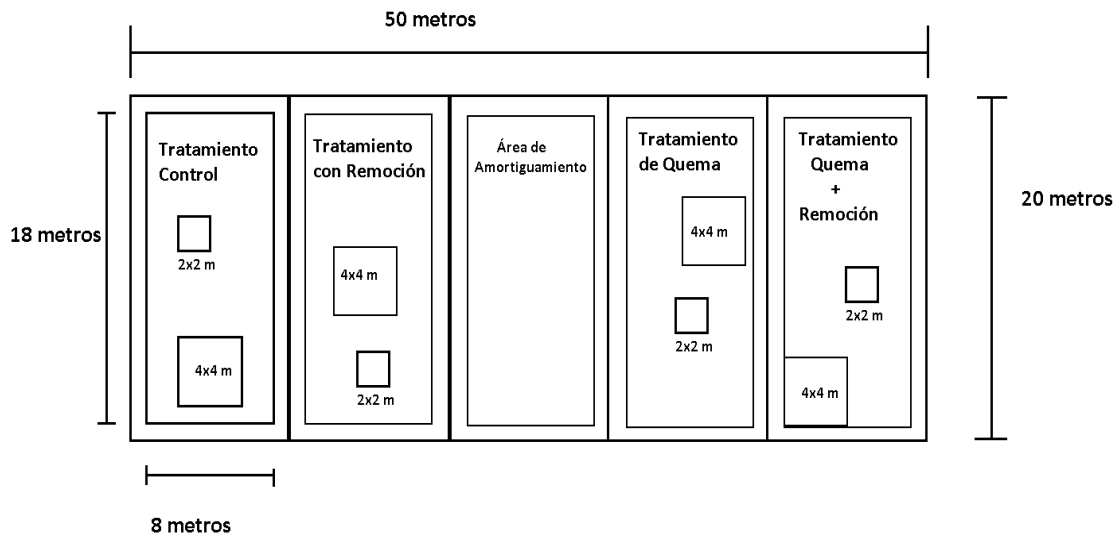 50 metros
Tratamiento
Control
2x2 m
4x4 m
Tratamiento
con Remoción
4x4 m
2x2 m
Área de
Amortiguamiento
Tratamiento
de Quema
4x4 m
2x2 m
Tratamiento
Quema
+
Remoción
2x2 m
4x4 m
18 metros
20 metros
8 metros